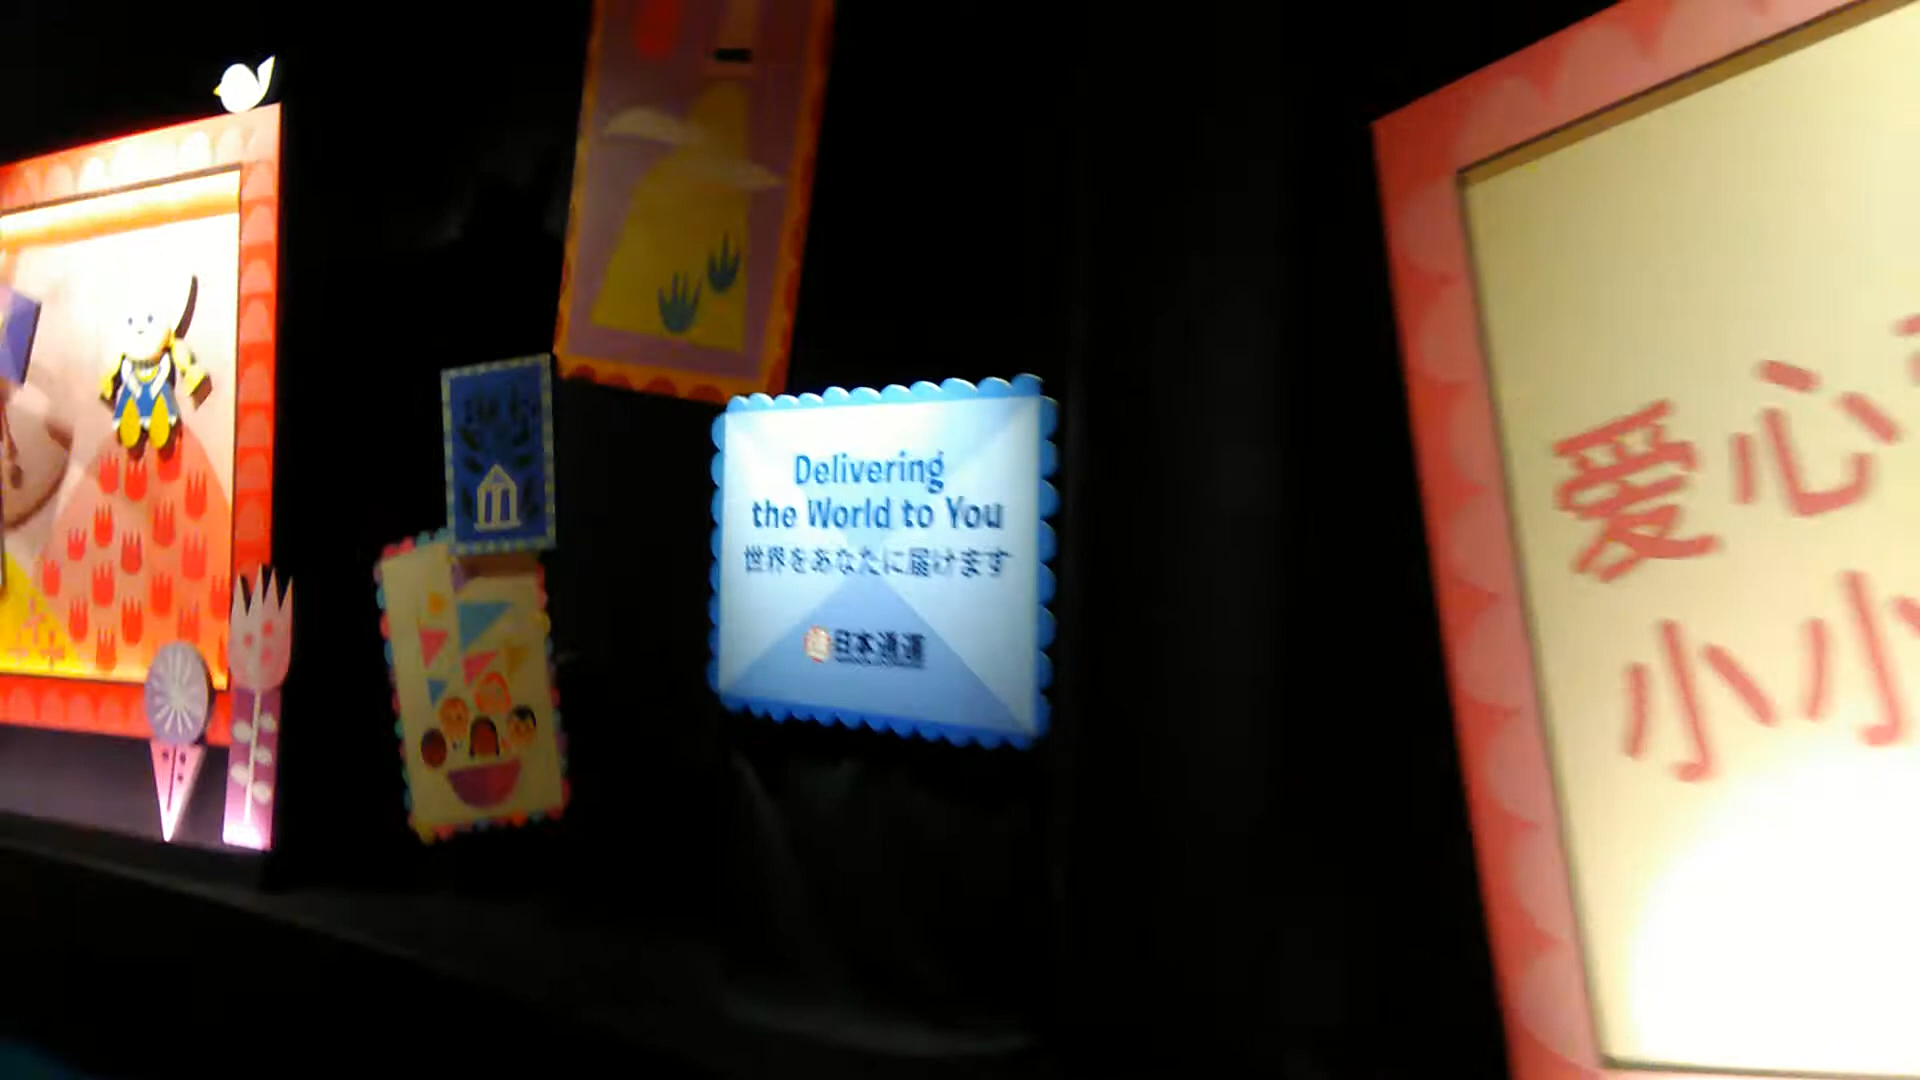 Delivering
the World to You
世界をあなたに届けます
日本通運
爱心
小小